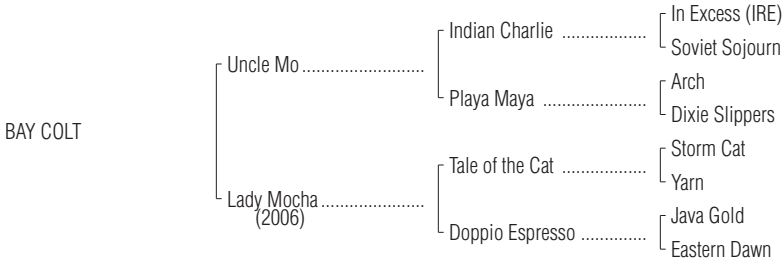 In Excess (IRE)
Indian Charlie ..................
Soviet Sojourn
Uncle Mo ..........................
Arch
Playa Maya ......................
Dixie Slippers
BAY COLT
Storm Cat
Tale of the Cat ..................
Yarn
Lady Mocha ......................
(2006)
Java Gold
Doppio Espresso ..............
Eastern Dawn